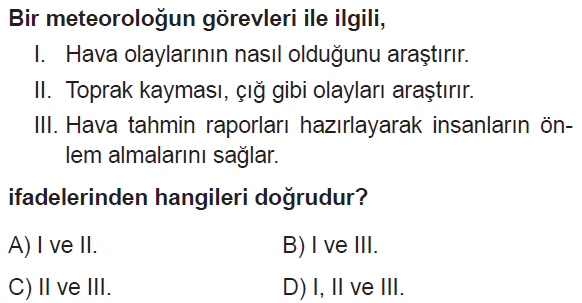 Bir meteoroloğun görevleri ile ilgili,
I. Hava olaylarının nasıl olduğunu araştırır.
II. Toprak kayması, çığ gibi olayları araştırır.
III. Hava tahmin raporları hazırlayarak insanların ön-
lem almalarını sağlar.
ifadelerinden hangileri doğrudur?
A) I ve II. B) I ve III.
C) II ve III. D) I, II ve III.